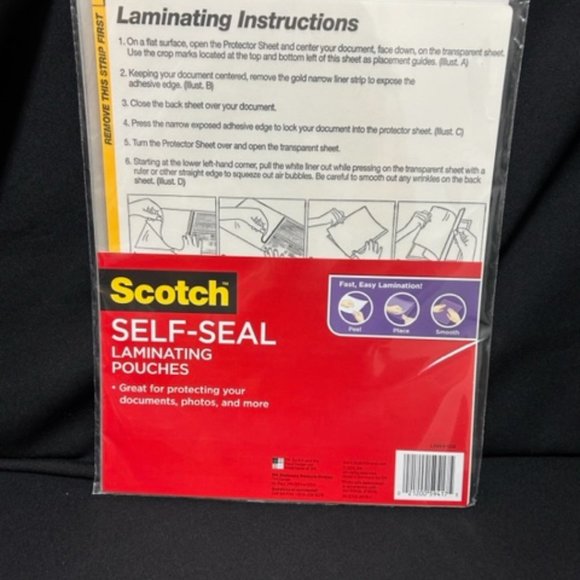 REMOVE THIS STRIP FIRST
Laminating Instructions
1. On a flat surface, open the Protector Sheet and center your document, face down, on the transparent sheet.
Use the crop marks located at the top and bottom left of this sheet as placement guides. (Illust. A)
2. Keeping your document centered, remove the gold narrow liner strip to expose the
adhesive edge. (Illust. B)
3. Close the back sheet over your document.
4. Press the narrow exposed adhesive edge to lock your document into the protector sheet. (Illust. C)
5. Turn the Protector Sheet over and open the transparent sheet.
6. Starting at the lower left-hand corner, pull the white liner out while pressing on the transparent sheet with a
ruler or other straight edge to squeeze out air bubbles. Be careful to smooth out any wrinkles on the back
sheet. (Illust. D)
Scotch™
SELF-SEAL
LAMINATING
POUCHES
• Great for protecting your
documents, photos, and more
Fast, Easy Lamination!
Peel Place Smooth